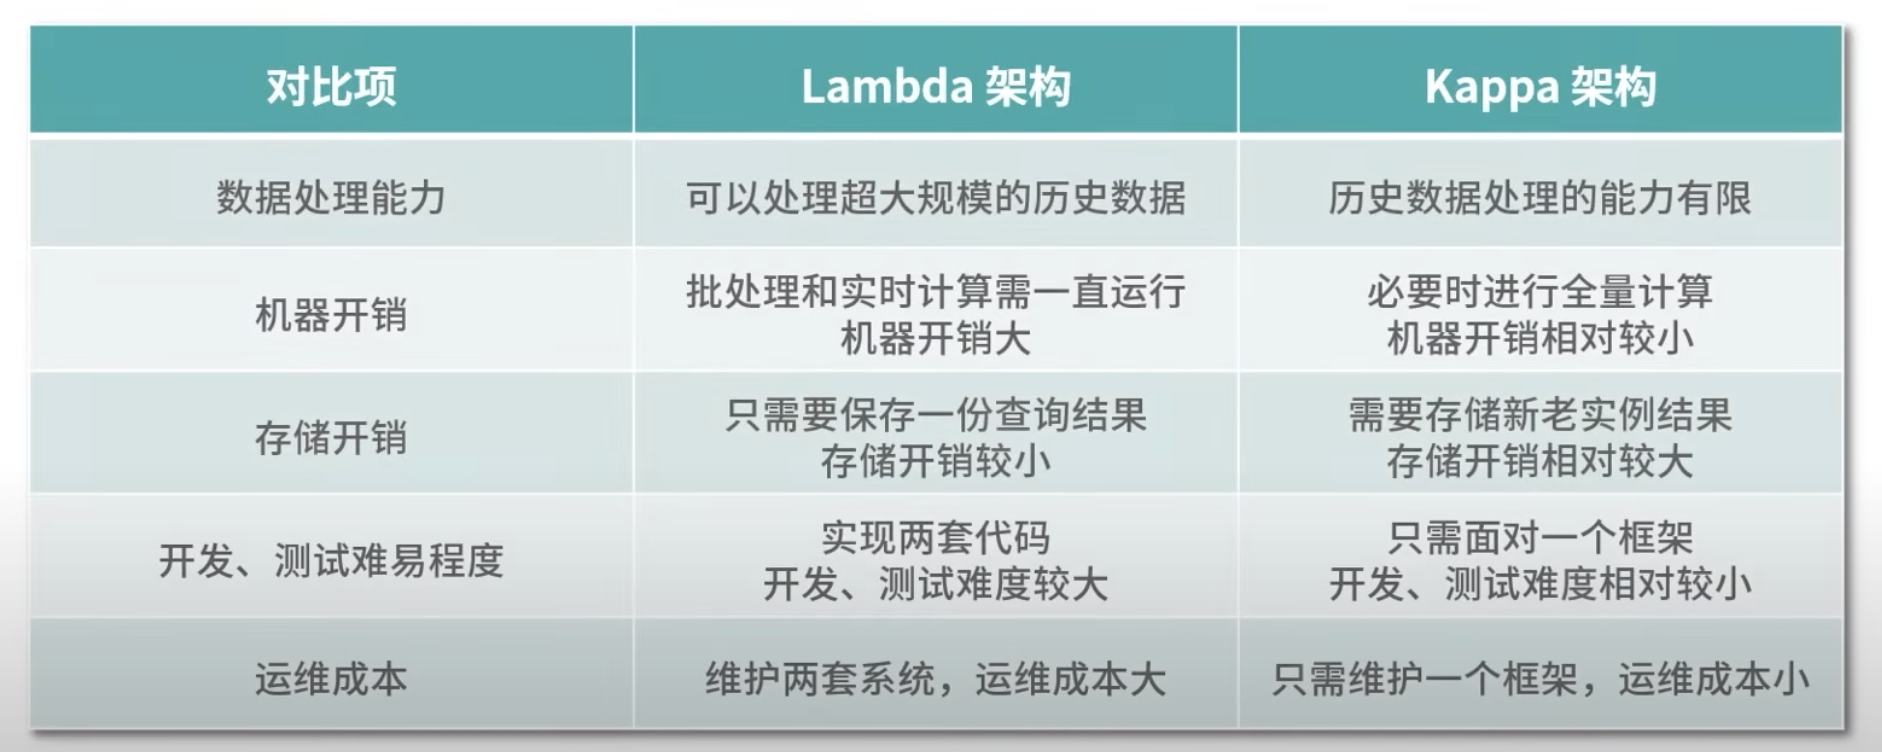 对比项
Lambda 架构
Kappa 架构
数据处理能力
可以处理超大规模的历史数据
历史数据处理的能力有限
机器开销
批处理和实时计算需一直运行
机器开销大
必要时进行全量计算
机器开销相对较小
存储开销
只需要保存一份查询结果
存储开销较小
需要存储新老实例结果
存储开销相对较大
开发、测试难易程度
实现两套代码
开发、测试难度较大
只需面对一个框架
开发、测试难度相对较小
运维成本
维护两套系统，运维成本大
只需维护一个框架，运维成本小